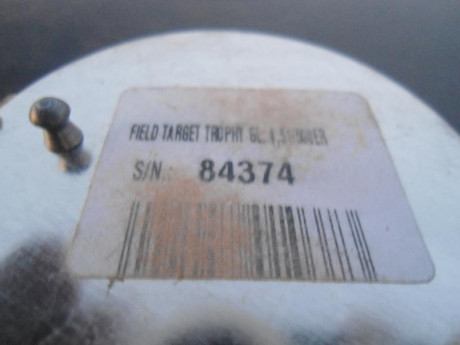 FIELD TARGET TROPHY
S/N.: 84374